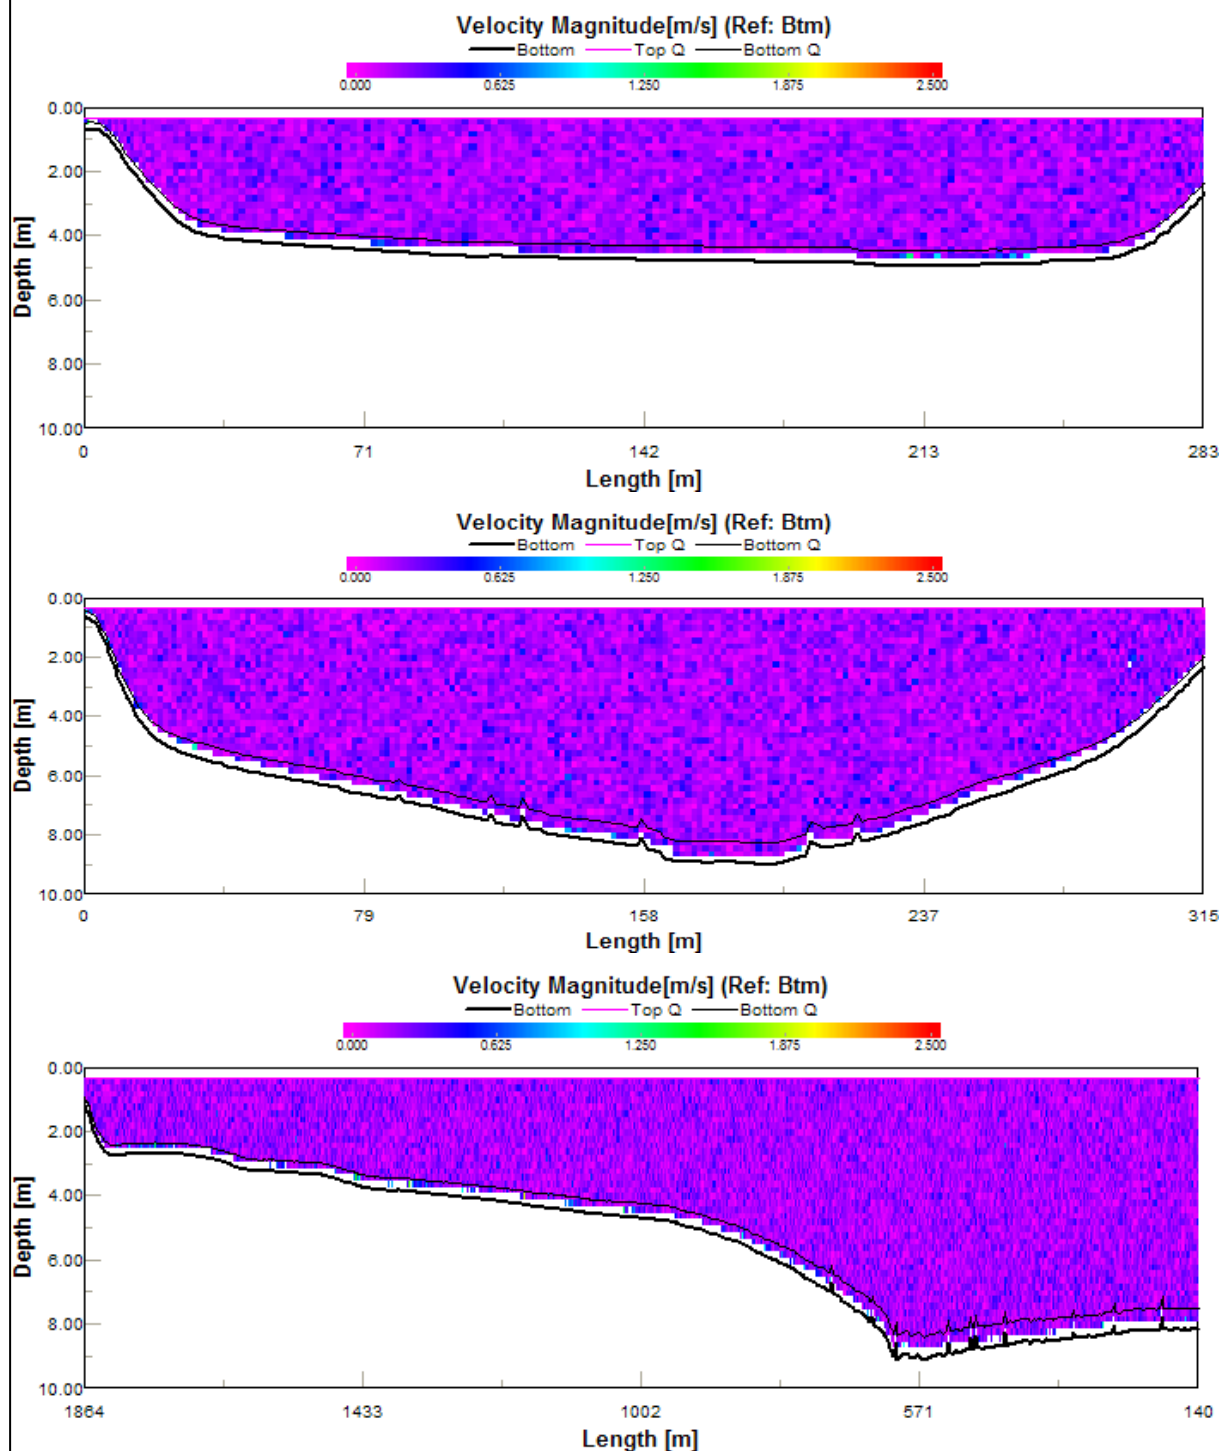 Velocity Magnitude[m/s] (Ref: Btm)
Bottom Top Q Bottom Q
0.000 0.625 1.250 1.875 2.500
0.00
2.00
4.00
6.00
8.00
10.00
Depth [m]
0 71 142 213 283
Length [m]
Velocity Magnitude[m/s] (Ref: Btm)
Bottom Top Q Bottom Q
0.000 0.625 1.250 1.875 2.500
0.00
2.00
4.00
6.00
8.00
10.00
Depth [m]
0 79 158 237 315
Length [m]
Velocity Magnitude[m/s] (Ref: Btm)
Bottom Top Q Bottom Q
0.000 0.625 1.250 1.875 2.500
0.00
2.00
4.00
6.00
8.00
10.00
Depth [m]
1864 1433 1002 571 140
Length [m]